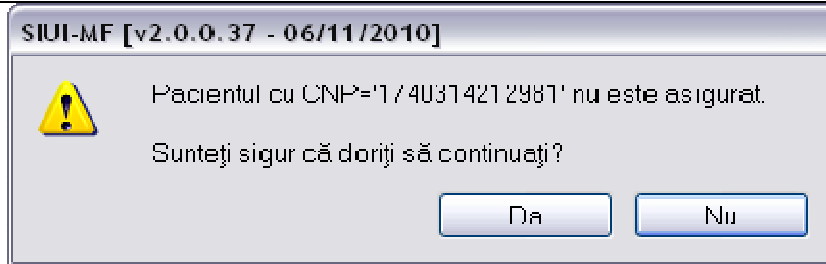 SIUI-MF [v2.0.0.37 - 06/11/2010]
Pacientul cu CNP='1740314212981' nu este asigurat.
Sunteţi sigur că doriţi să continuaţi?
Da
Nu